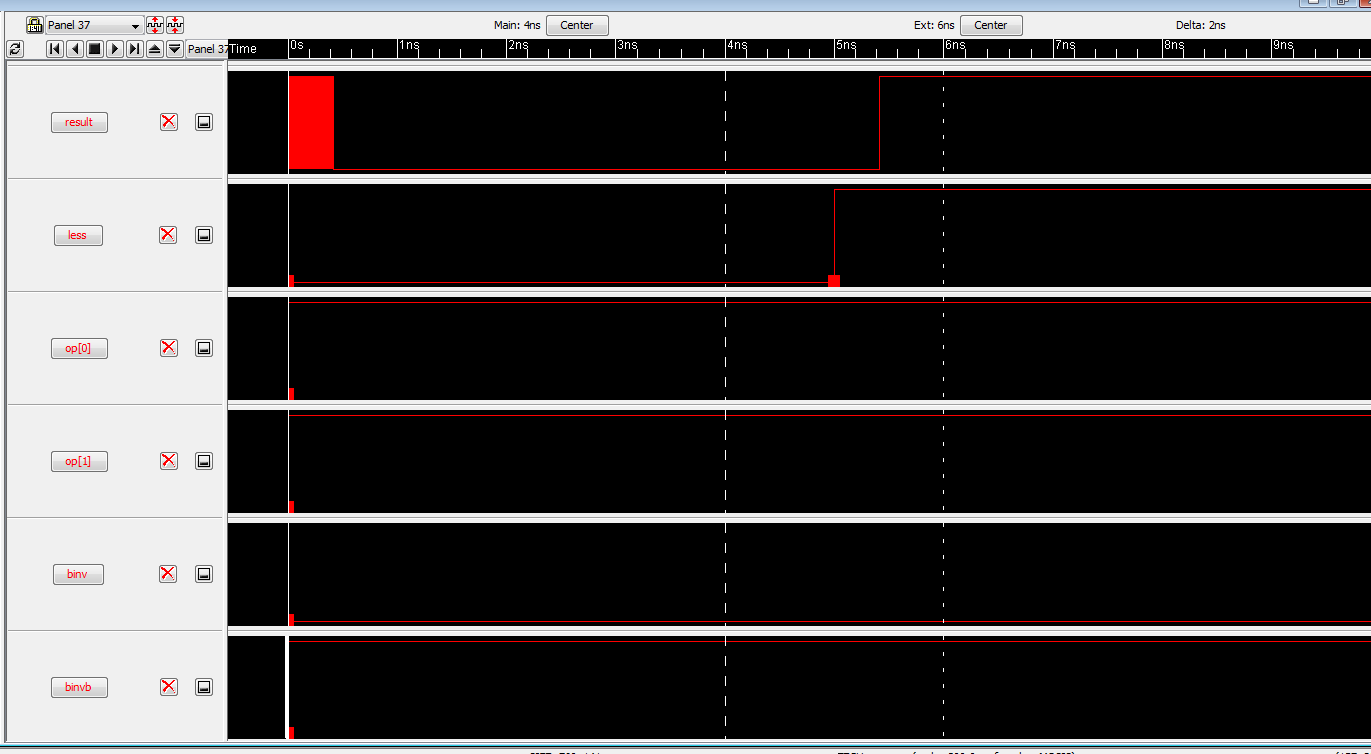 Panel 37 Main: 4ns Center Ext: 6ns Center Delta: 2ns
Panel 37 Time 0s 1ns 2ns 3ns 4ns 5ns 6ns 7ns 8ns 9ns
result
less
op[0]
op[1]
binv
binvb